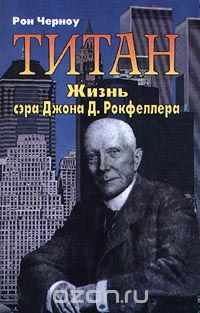 Рон Черноу
ТИТАН
Жизнь
сэра Джона Д. Рокфеллера
ozon.ru